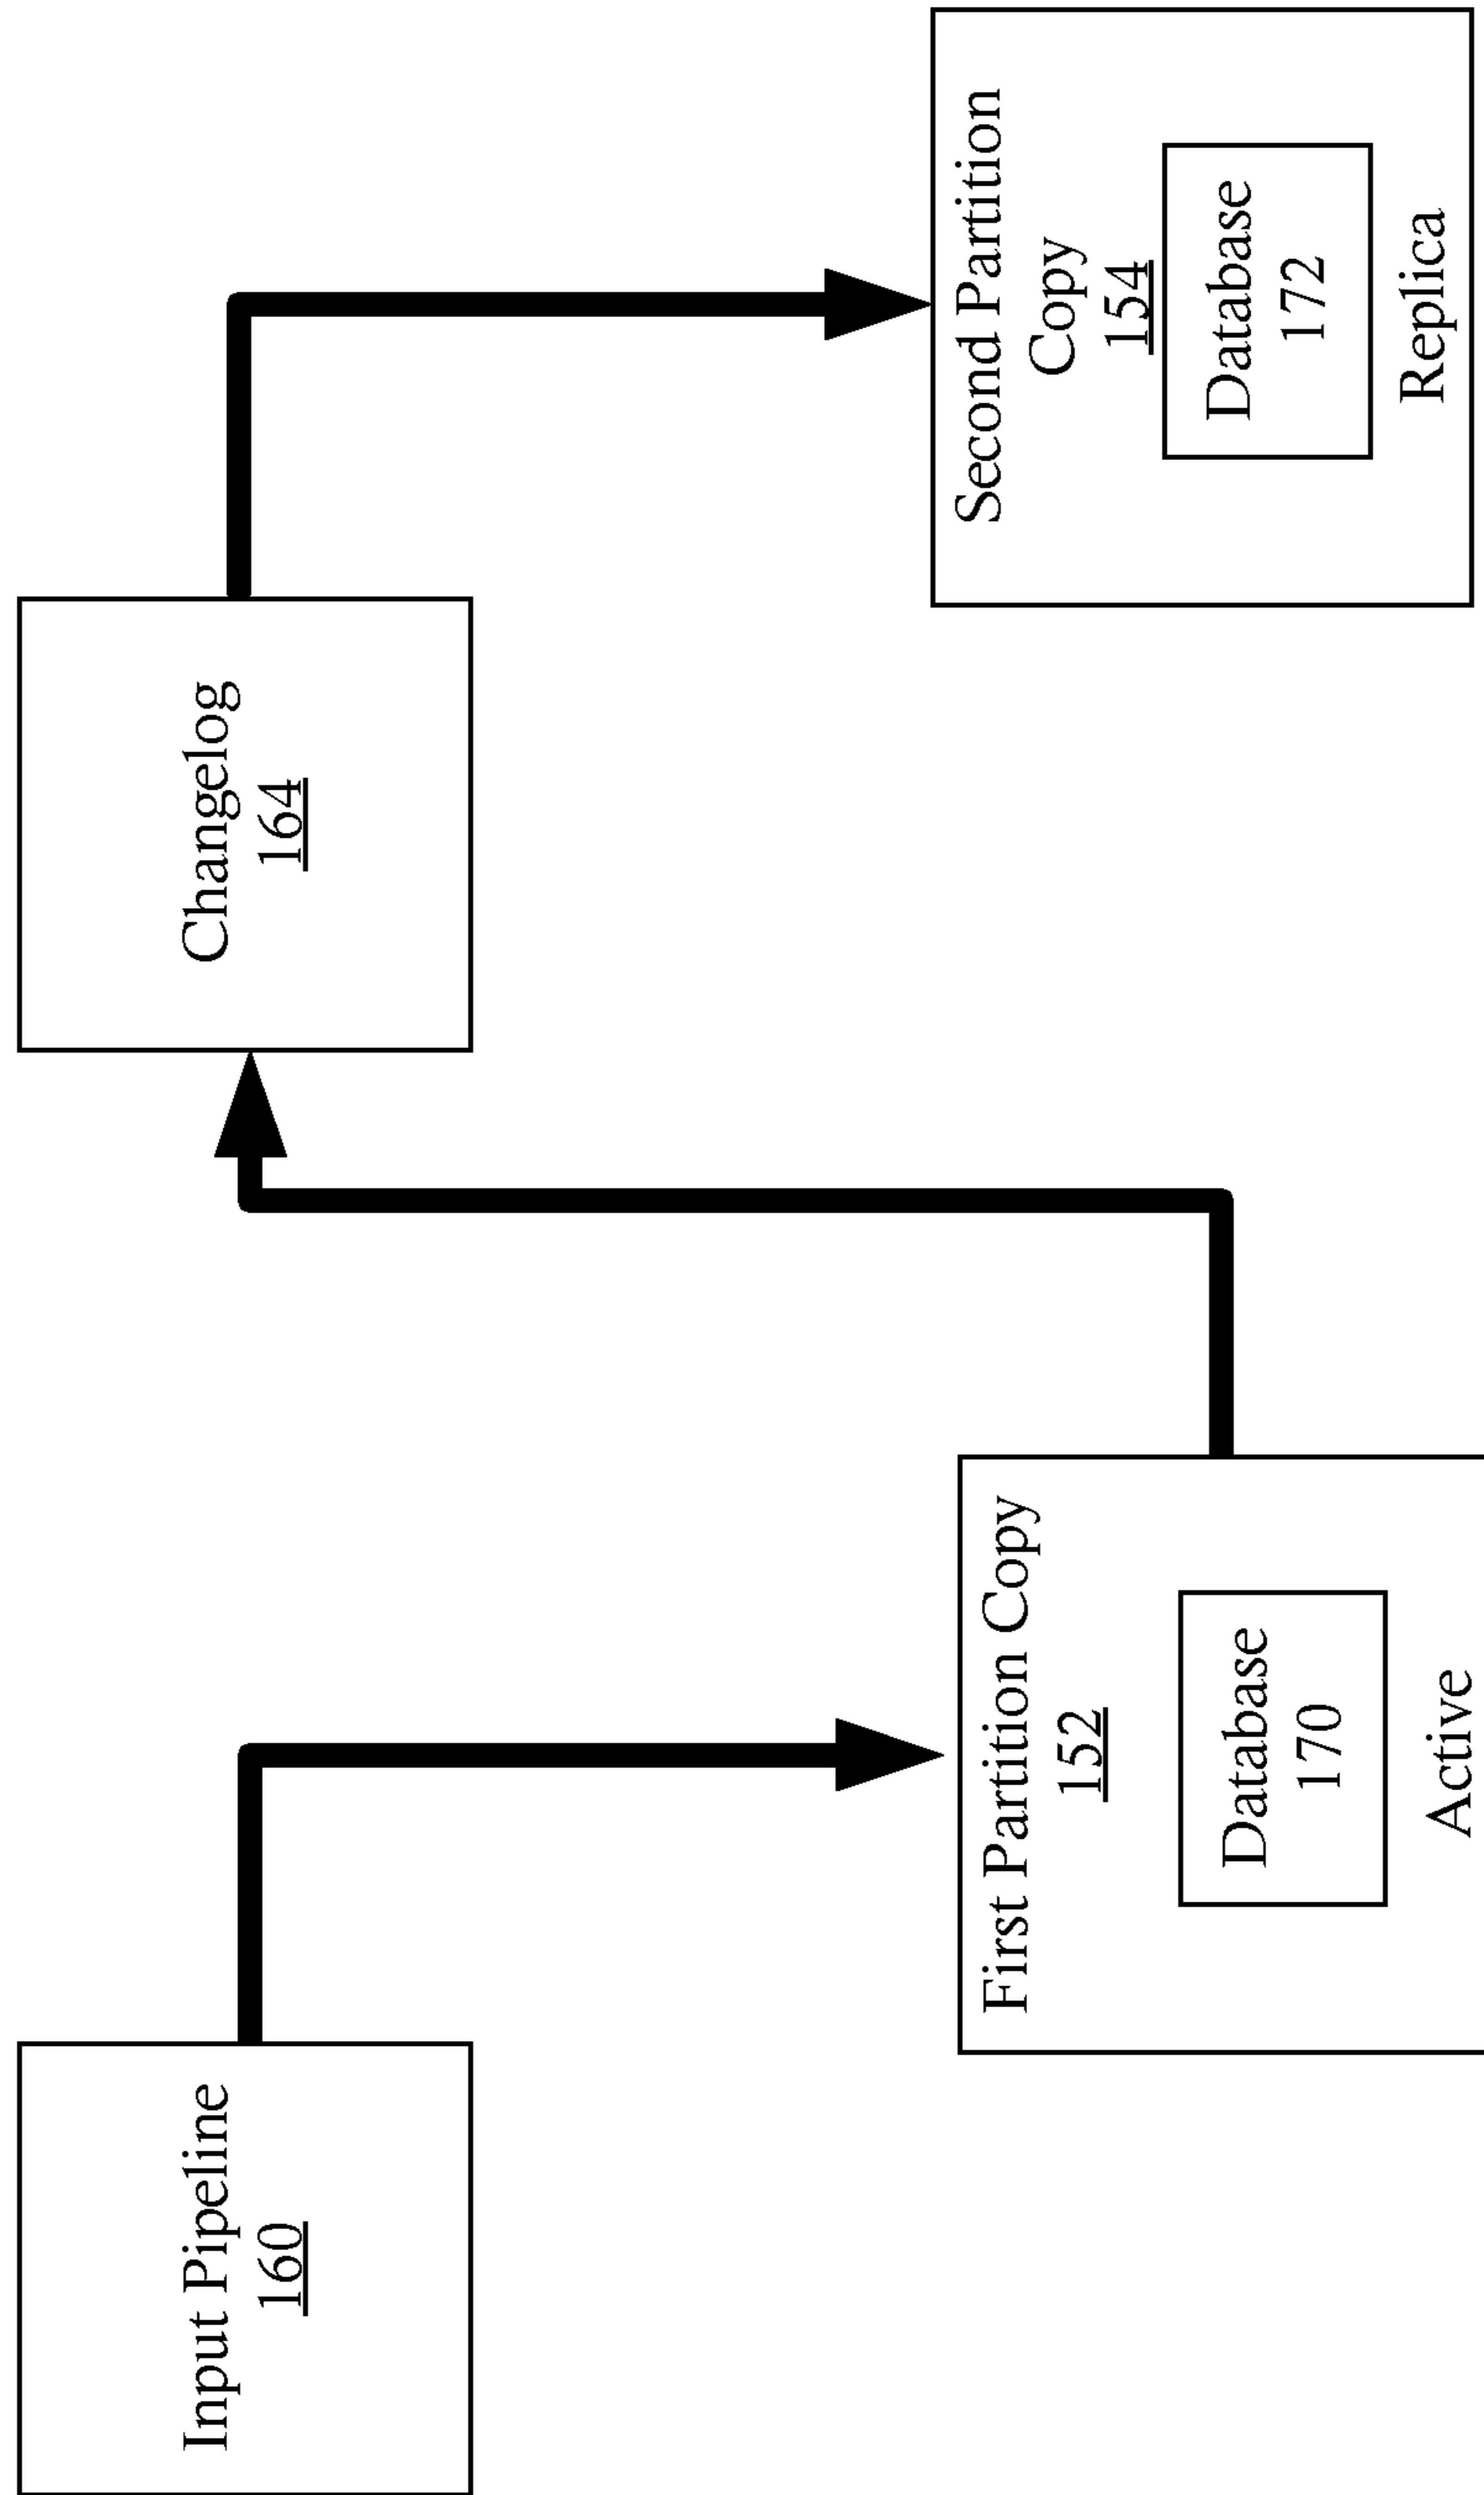 Input Pipeline
160
Changelog
164
First Partition Copy
152
Database
170
Active
Second Partition
Copy
154
Database
172
Replica